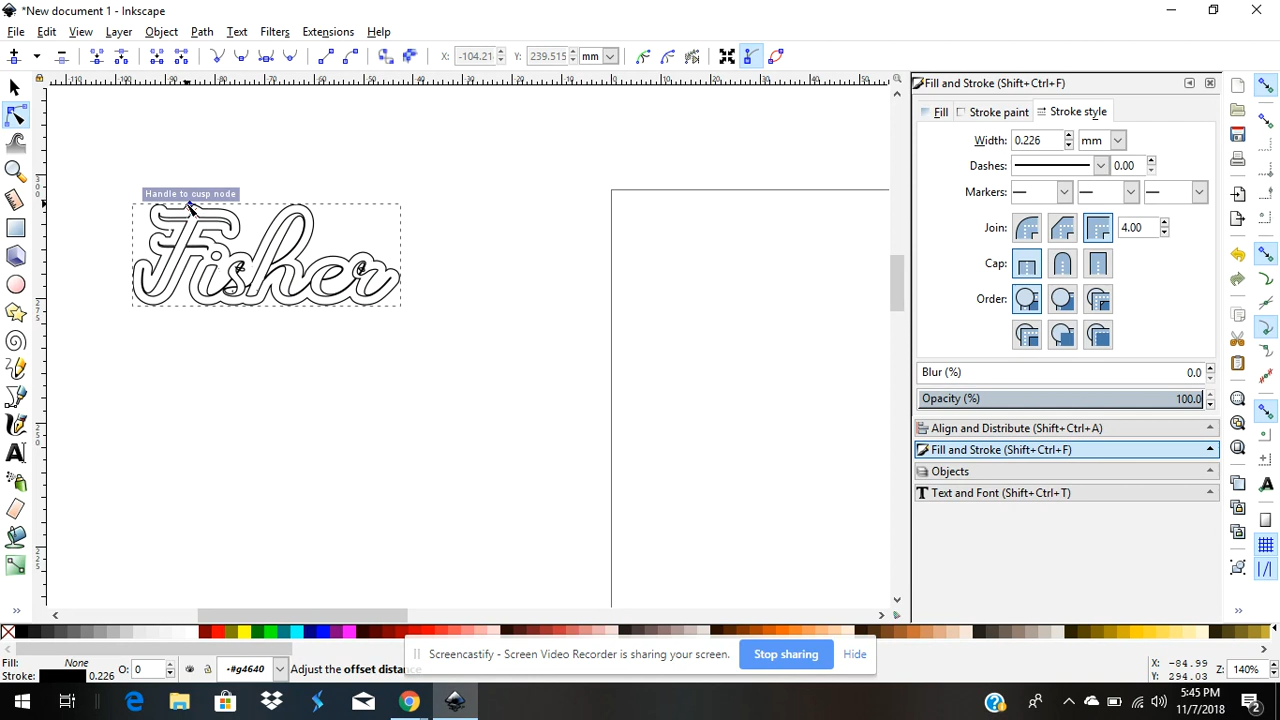 *New document 1 - Inkscape
File Edit View Layer Object Path Text Filters Extensions Help
X: -104.21 Y: 239.515 mm
Fill and Stroke (Shift+Ctrl+F)
Fill Stroke paint Stroke style
Width: 0.226 mm
Dashes: 0.00
Markers:
Join: 4.00
Cap:
Order:
Blur (%) 0.0
Opacity (%) 100.0
Align and Distribute (Shift+Ctrl+A)
Fill and Stroke (Shift+Ctrl+F)
Objects
Text and Font (Shift+Ctrl+T)
Handle to cusp node
Fisher
Screencastify - Screen Video Recorder is sharing your screen. Stop sharing Hide
Fill: None
Stroke: 0.226
O: 0
•#g4640
Adjust the offset distance
X: -84.99
Y: 294.03
Z: 140%
5:45 PM
11/7/2018
2